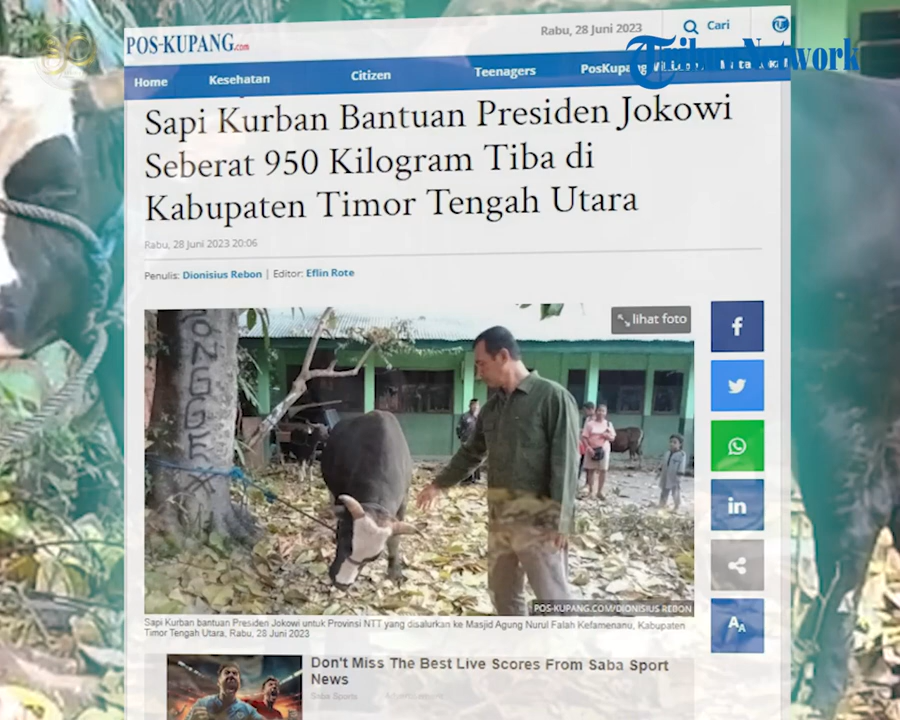 POS-KUPANG.com
Rabu, 28 Juni 2023
Cari
Tribun Network
Home
Kesehatan
Citizen
Teenagers
Sapi Kurban Bantuan Presiden Jokowi
Seberat 950 Kilogram Tiba di
Kabupaten Timor Tengah Utara
Rabu, 28 Juni 2023 20:06
Penulis: Dionisius Rebon | Editor: Eflin Rote
lihat foto
POS-KUPANG.COM/DIONISIUS REBON
Sapi Kurban bantuan Presiden Jokowi untuk Provinsi NTT yang disalurkan ke Masjid Agung Nurul Falah Kefamenanu, Kabupaten
Timor Tengah Utara, Rabu, 28 Juni 2023
Don't Miss The Best Live Scores From Saba Sport
News
Saba Sports